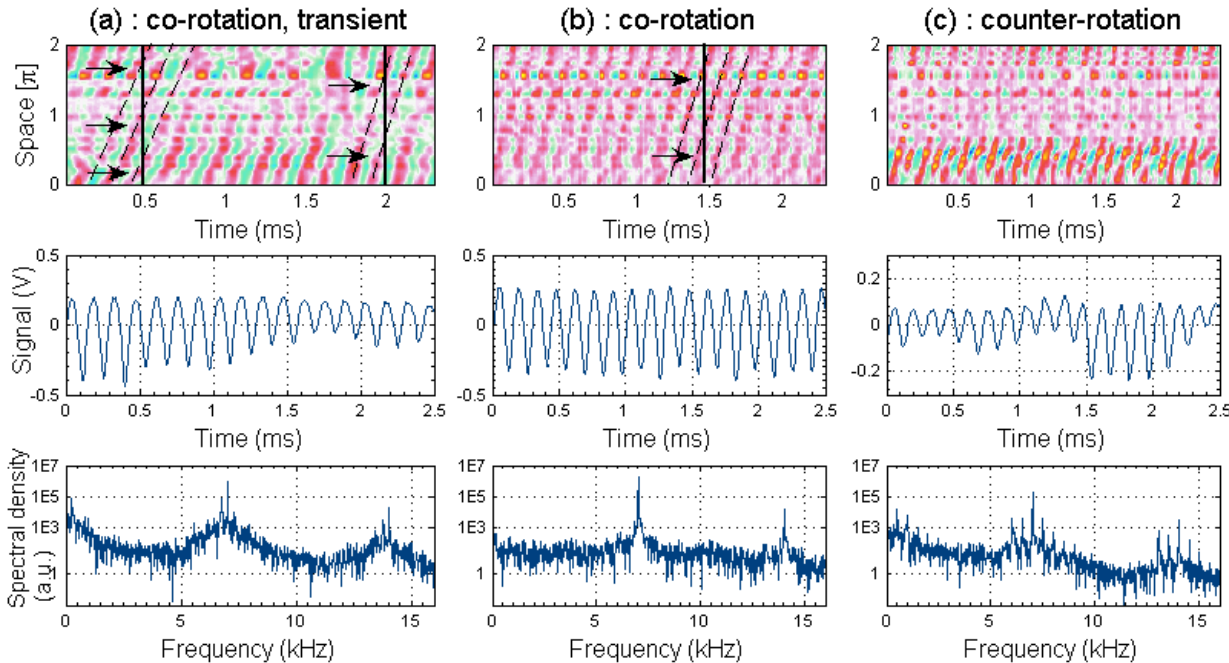 (a) : co-rotation, transient
(b) : co-rotation
(c) : counter-rotation
Space [π]
2
1
0
0.5 1 1.5 2
Time (ms)
2
1
0
0.5 1 1.5 2
Time (ms)
2
1
0
0.5 1 1.5 2
Time (ms)
Signal (V)
0.5
0
-0.5
0 0.5 1 1.5 2 2.5
Time (ms)
0.5
0
-0.5
0 0.5 1 1.5 2 2.5
Time (ms)
0.2
0
-0.2
0 0.5 1 1.5 2 2.5
Time (ms)
Spectral density
(a.u.)
1E7
1E5
1E3
1
0 5 10 15
Frequency (kHz)
1E7
1E5
1E3
1
0 5 10 15
Frequency (kHz)
1E7
1E5
1E3
1
0 5 10 15
Frequency (kHz)